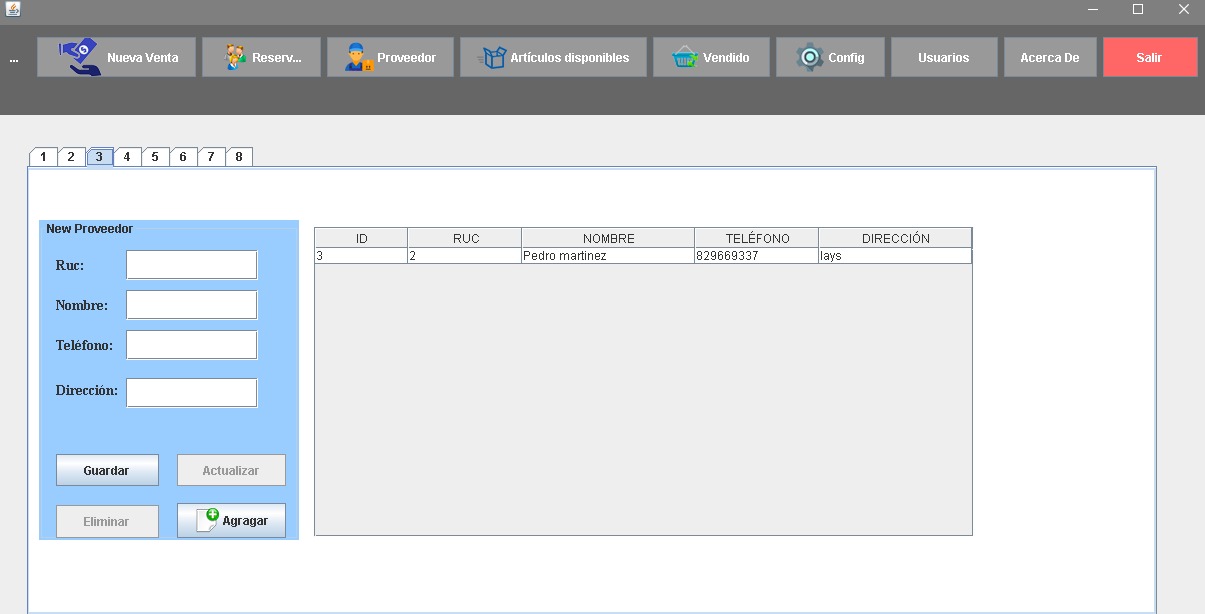 ...
Nueva Venta
Reserv...
Proveedor
Artículos disponibles
Vendido
Config
Usuarios
Acerca De
Salir
1 2 3 4 5 6 7 8
New Proveedor
Ruc:
Nombre:
Teléfono:
Dirección:
Guardar
Actualizar
Eliminar
Agragar
ID RUC NOMBRE TELÉFONO DIRECCIÓN
3 2 Pedro martinez 829669337 lays